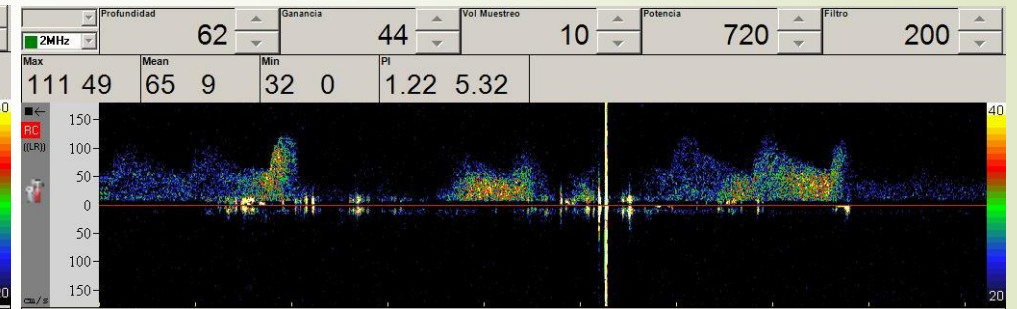 Profundidad Ganancia Vol Muestreo Potencia Filtro
2MHz 62 44 10 720 200
Max Mean Min PI
111 49 65 9 32 0 1.22 5.32
0 40
RC 150
((LR)) 100
50
0
50
100
150
0 cm/s 20